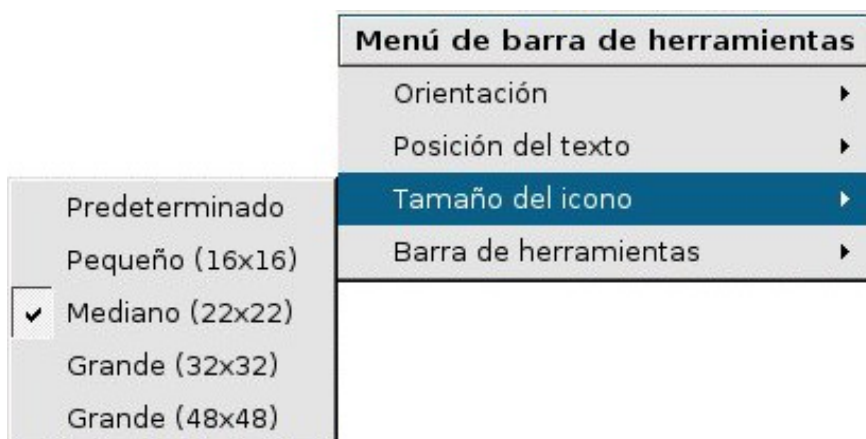 Menú de barra de herramientas
Orientación
Posición del texto
Tamaño del icono
Barra de herramientas
Predeterminado
Pequeño (16x16)
Mediano (22x22)
Grande (32x32)
Grande (48x48)